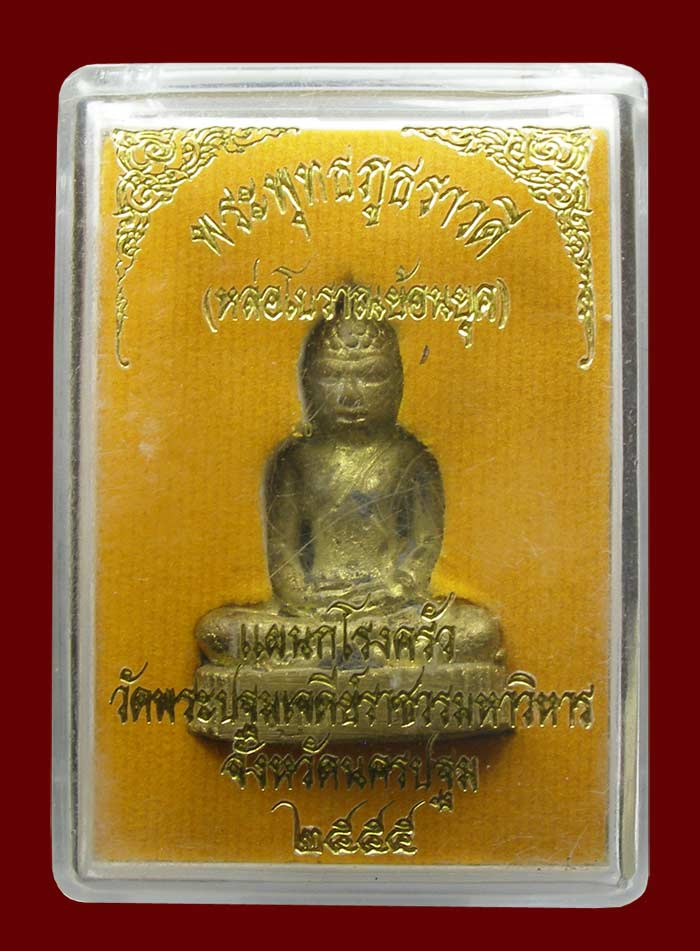 พระพุทธภูธราวดี
(หล่อโบราณย้อนยุค)
แผนกโรงครัว
วัดพระปฐมเจดีย์ราชวรมหาวิหาร
จังหวัดนครปฐม
๒๕๕๕